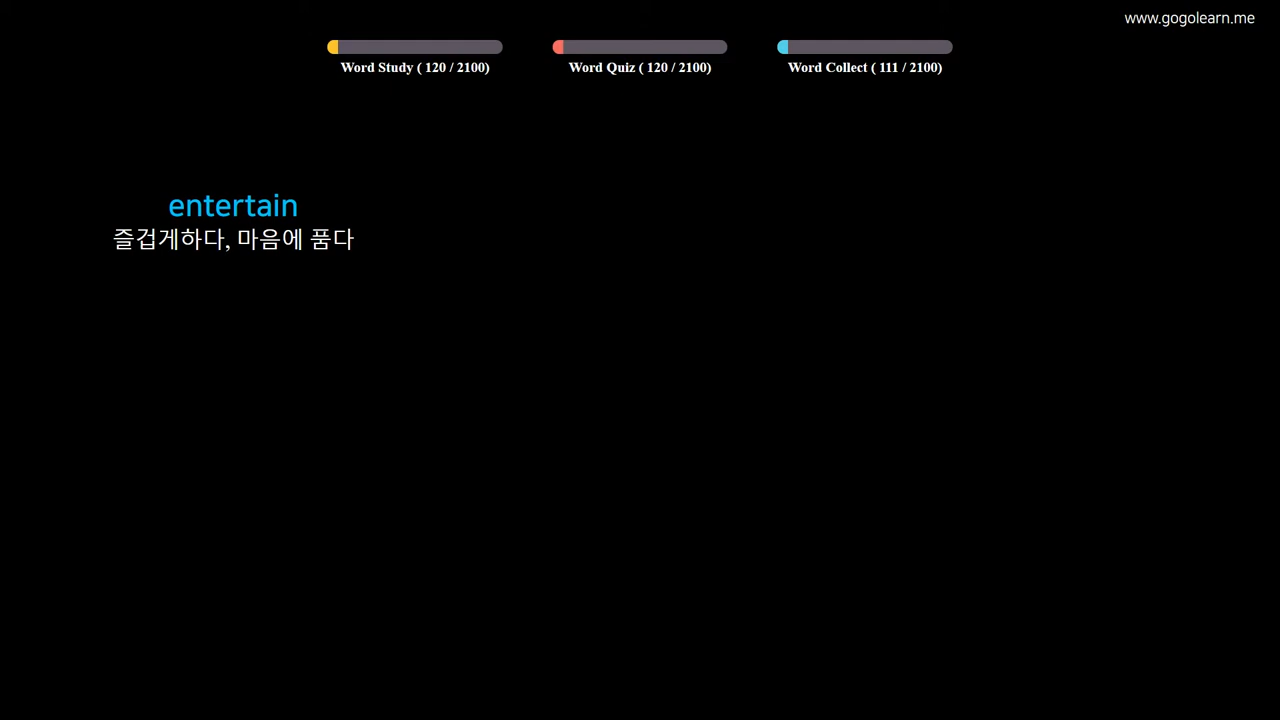 www.gogolearn.me
Word Study ( 120 / 2100)
Word Quiz ( 120 / 2100)
Word Collect ( 111 / 2100)
entertain
즐겁게하다, 마음에 품다